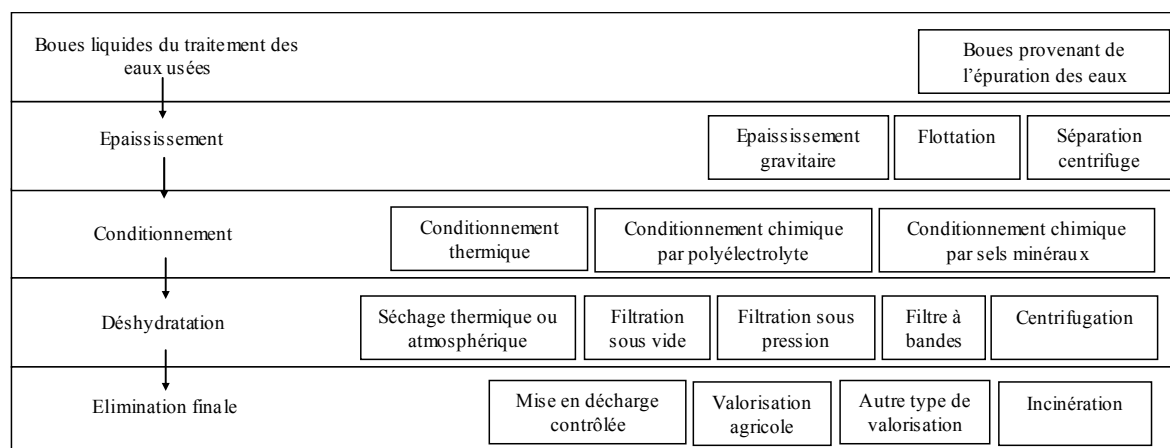 Boues liquides du traitement des
eaux usées
Boues provenant de
l'épuration des eaux
Epaississement
Epaississement
gravitaire
Flottation
Séparation
centrifuge
Conditionnement
Conditionnement
thermique
Conditionnement chimique
par polyélectrolyte
Conditionnement chimique
par sels minéraux
Déshydratation
Séchage thermique ou
atmosphérique
Filtration
sous vide
Filtration sous
pression
Filtre à
bandes
Centrifugation
Elimination finale
Mise en décharge
contrôlée
Valorisation
agricole
Autre type de
valorisation
Incinération